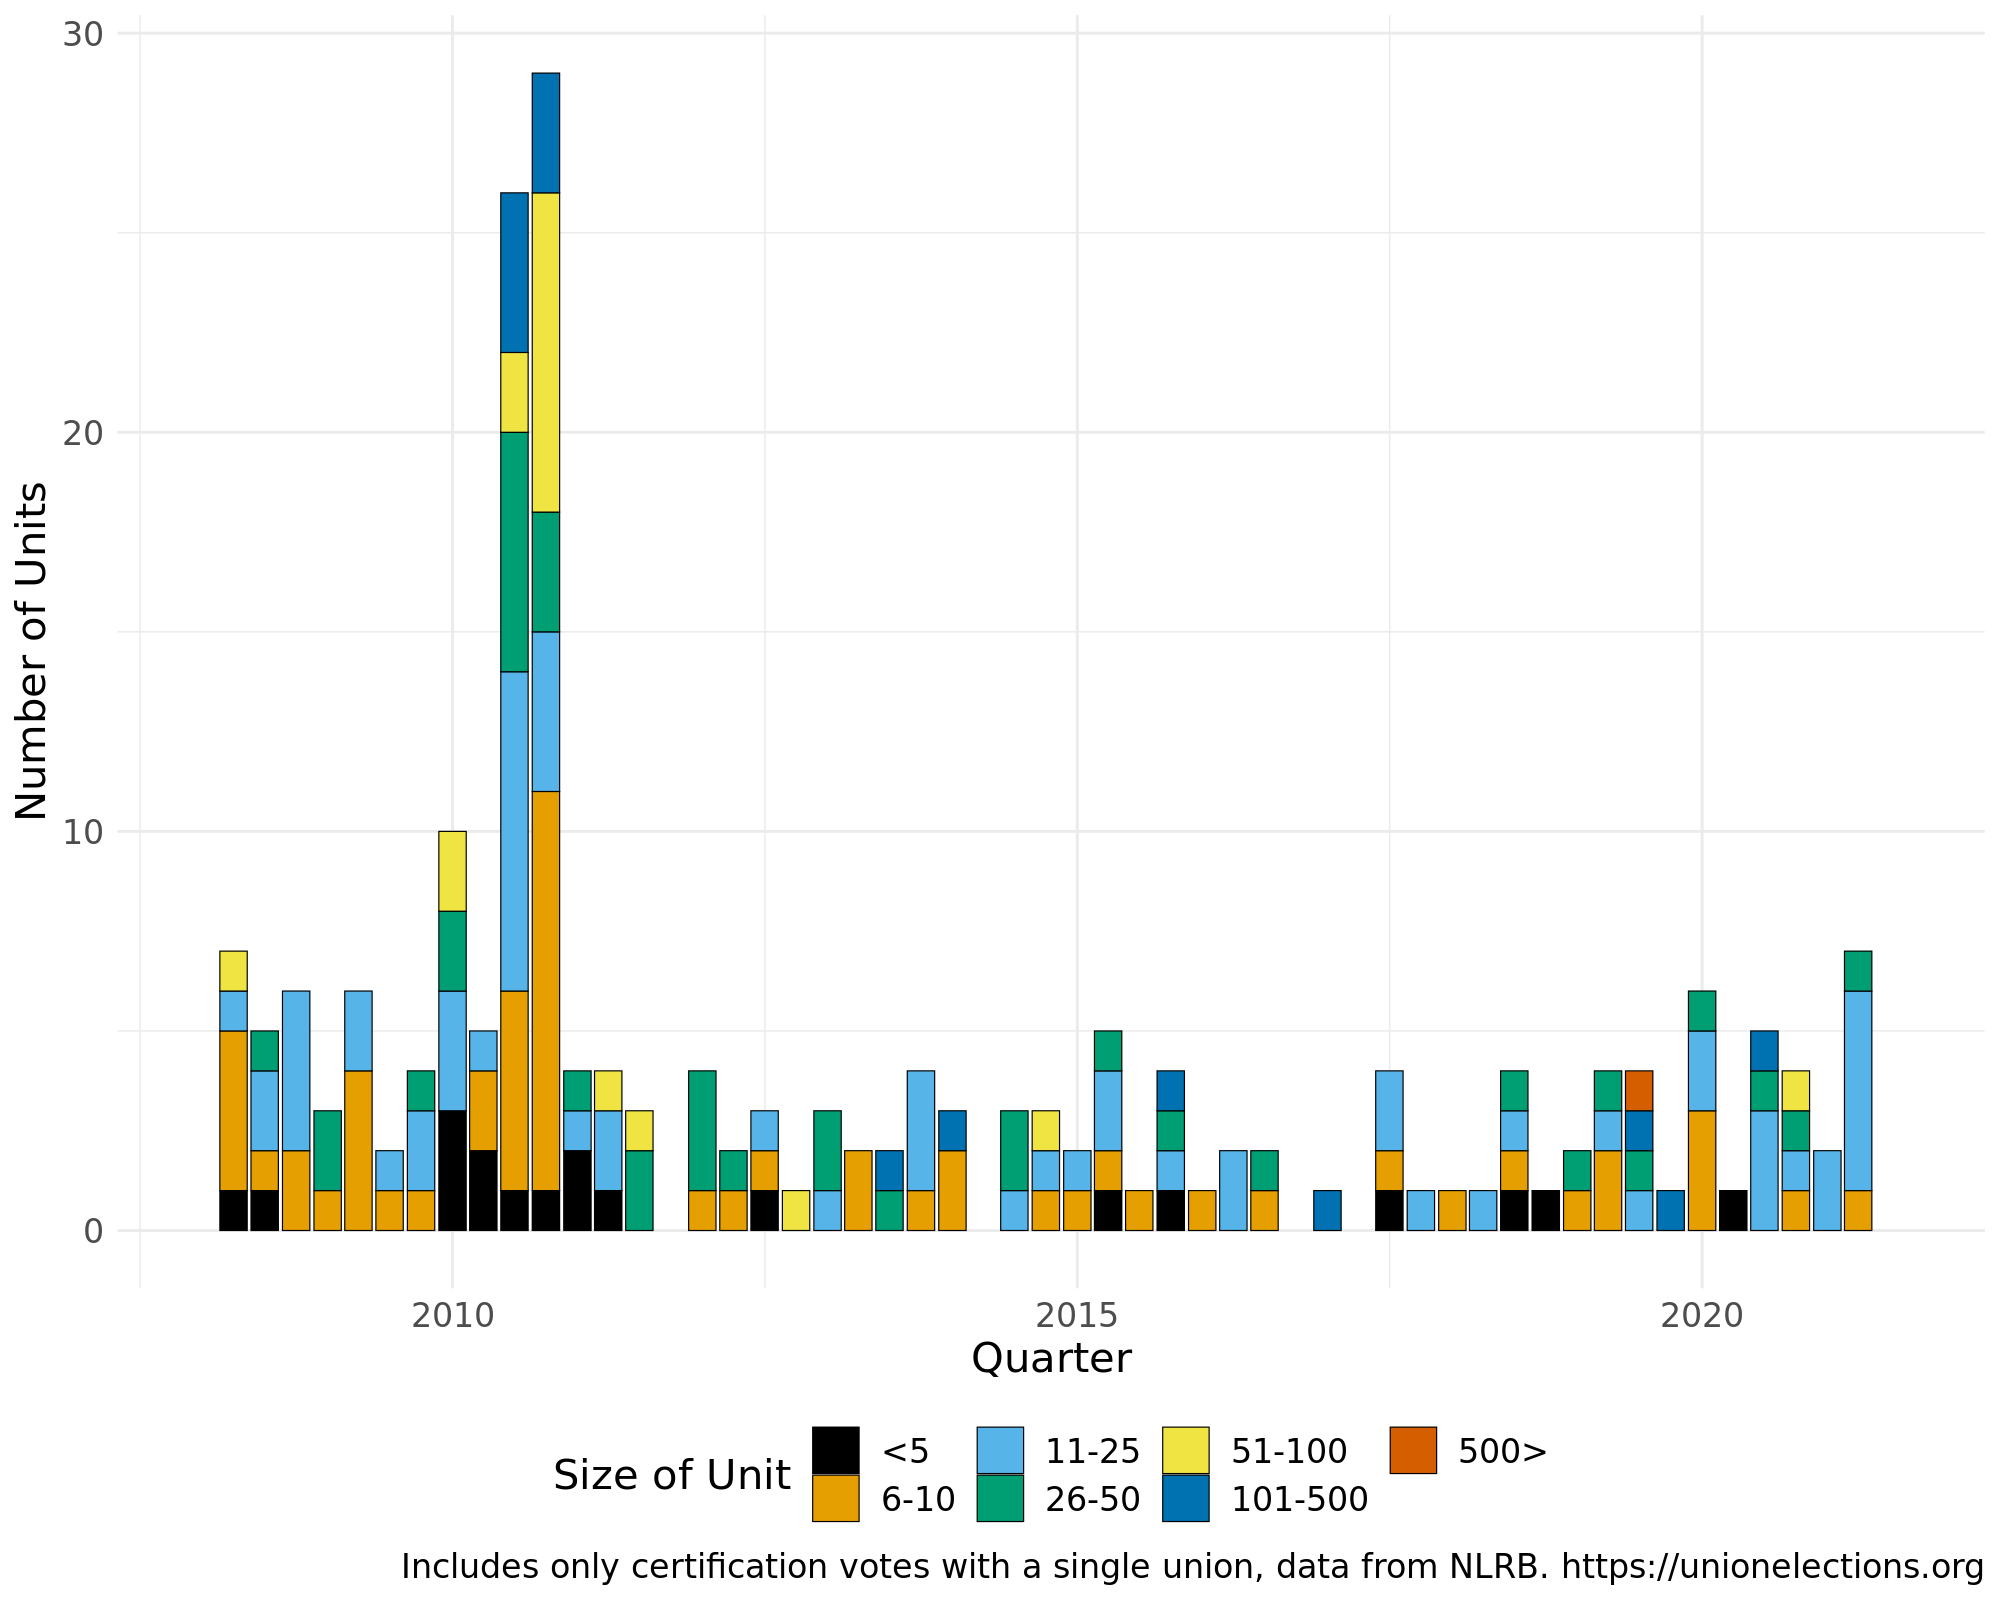 30
20
10
0
Number of Units
2010 2015 2020
Quarter
Size of Unit
<5 11-25 51-100 500>
6-10 26-50 101-500
Includes only certification votes with a single union, data from NLRB. https://unionelections.org